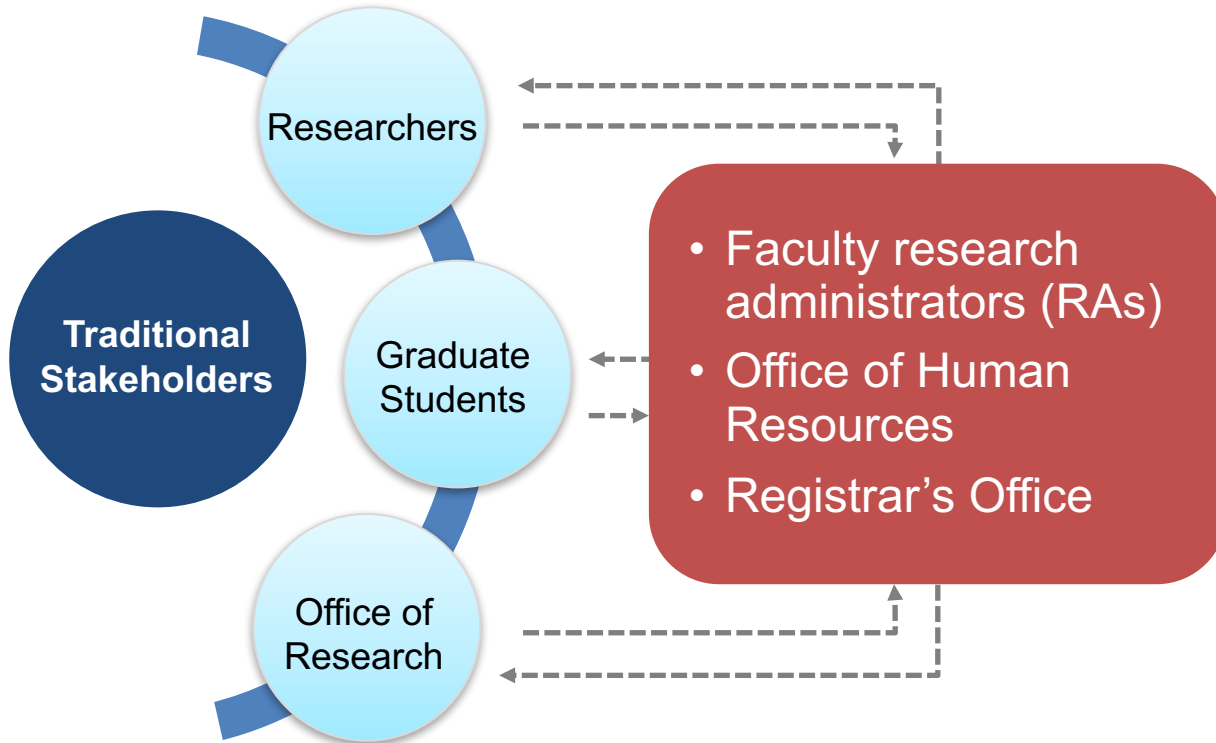 Researchers
Traditional
Stakeholders
Graduate
Students
Office of
Research
• Faculty research
administrators (RAs)
• Office of Human
Resources
• Registrar’s Office